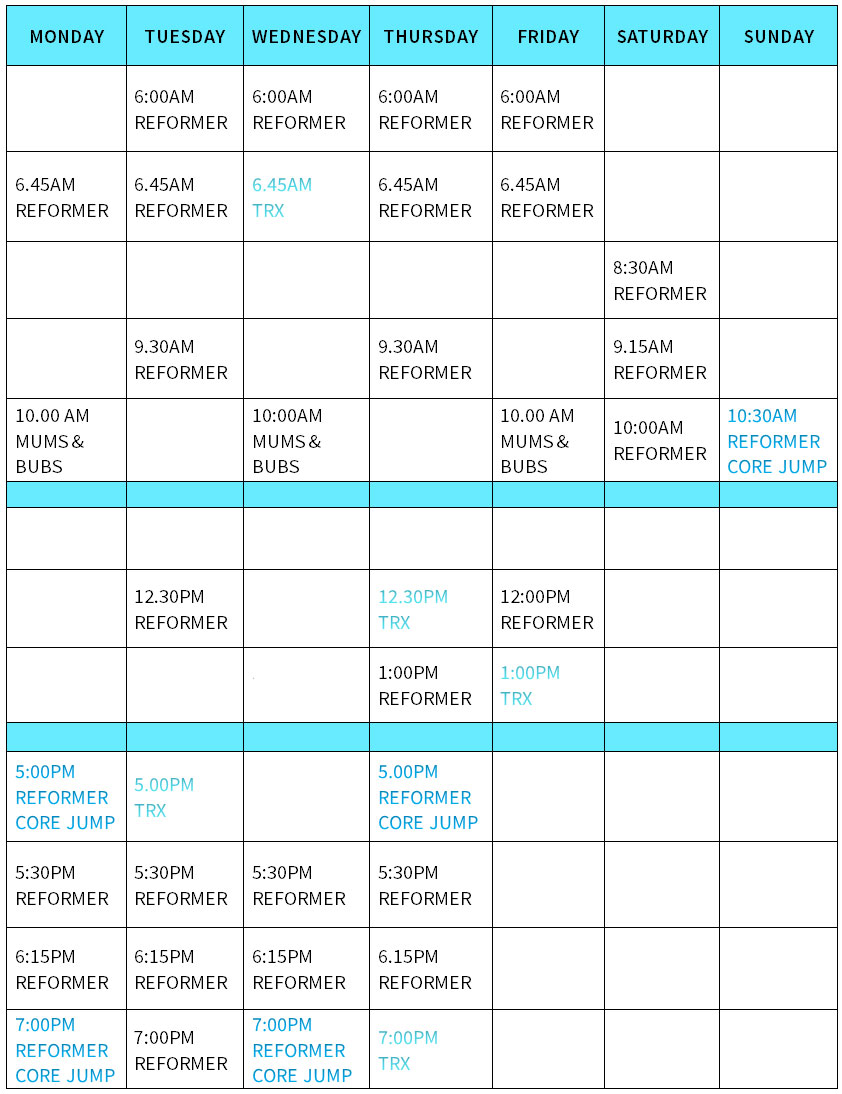 MONDAY TUESDAY WEDNESDAY THURSDAY FRIDAY SATURDAY SUNDAY
6:00AM 6:00AM 6:00AM 6:00AM
REFORMER REFORMER REFORMER REFORMER
6.45AM 6.45AM 6.45AM 6.45AM 6.45AM
REFORMER REFORMER TRX REFORMER REFORMER
8:30AM
REFORMER
9.30AM 9.30AM 9.15AM
REFORMER REFORMER REFORMER
10.00 AM 10:00AM 10.00 AM 10:00AM 10:30AM
MUMS & MUMS & MUMS & REFORMER REFORMER
BUBS BUBS BUBS CORE JUMP
12.30PM 12.30PM 12:00PM
REFORMER TRX REFORMER
1:00PM 1:00PM
REFORMER TRX
5:00PM 5.00PM 5.00PM
REFORMER TRX REFORMER
CORE JUMP CORE JUMP
5:30PM 5:30PM 5:30PM 5:30PM
REFORMER REFORMER REFORMER REFORMER
6:15PM 6:15PM 6:15PM 6.15PM
REFORMER REFORMER REFORMER REFORMER
7:00PM 7:00PM 7:00PM 7:00PM
REFORMER REFORMER REFORMER TRX
CORE JUMP CORE JUMP